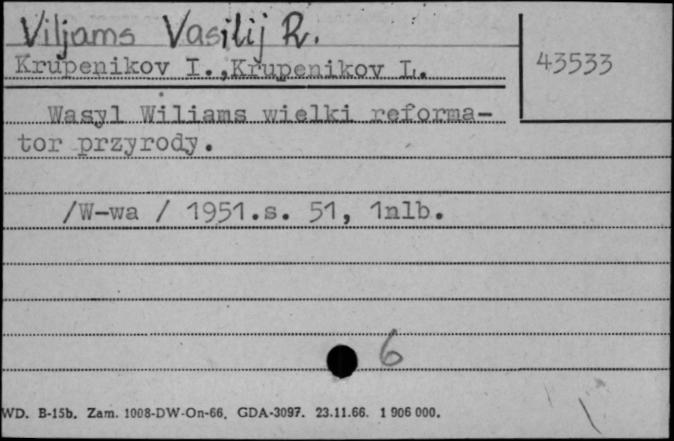 Viljams Vasilij R.
43533
Krupenikov I.,Krupenikov L.
Wasyl Wiliams wielki reforma-
tor przyrody.
/W-wa / 1951.s. 51, 1nlb.
6
WD. B-15b. Zam. 1008-DW-On-66. GDA-3097. 23.11.66. 1 906 000.